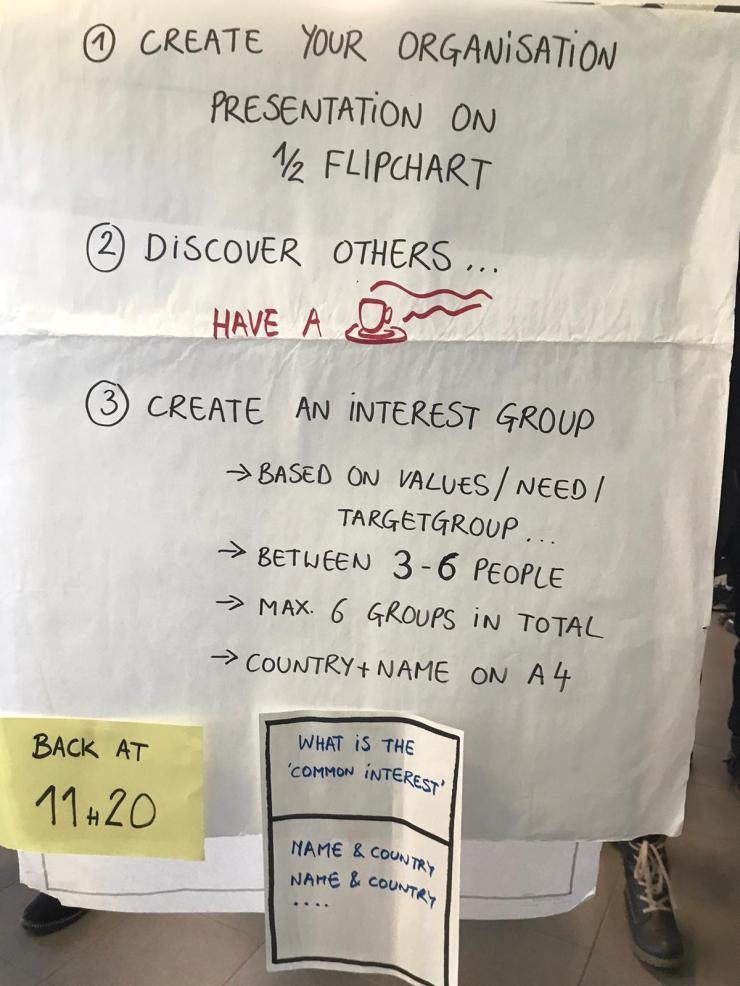 ① CREATE YOUR ORGANiSATiON
PRESENTATiON ON
1/2 FLIPCHART
② DiSCOVER OTHERS...
HAVE A
③ CREATE AN iNTEREST GROUP
→ BASED ON VALUES/NEED/
TARGETGROUP...
→ BETWEEN 3-6 PEOPLE
→ MAX. 6 GROUPS iN TOTAL
→ COUNTRY+NAME ON A4
BACK AT
11H20
WHAT iS THE
'COMMON iNTEREST'
NAME & COUNTRY
NAME & COUNTRY
....